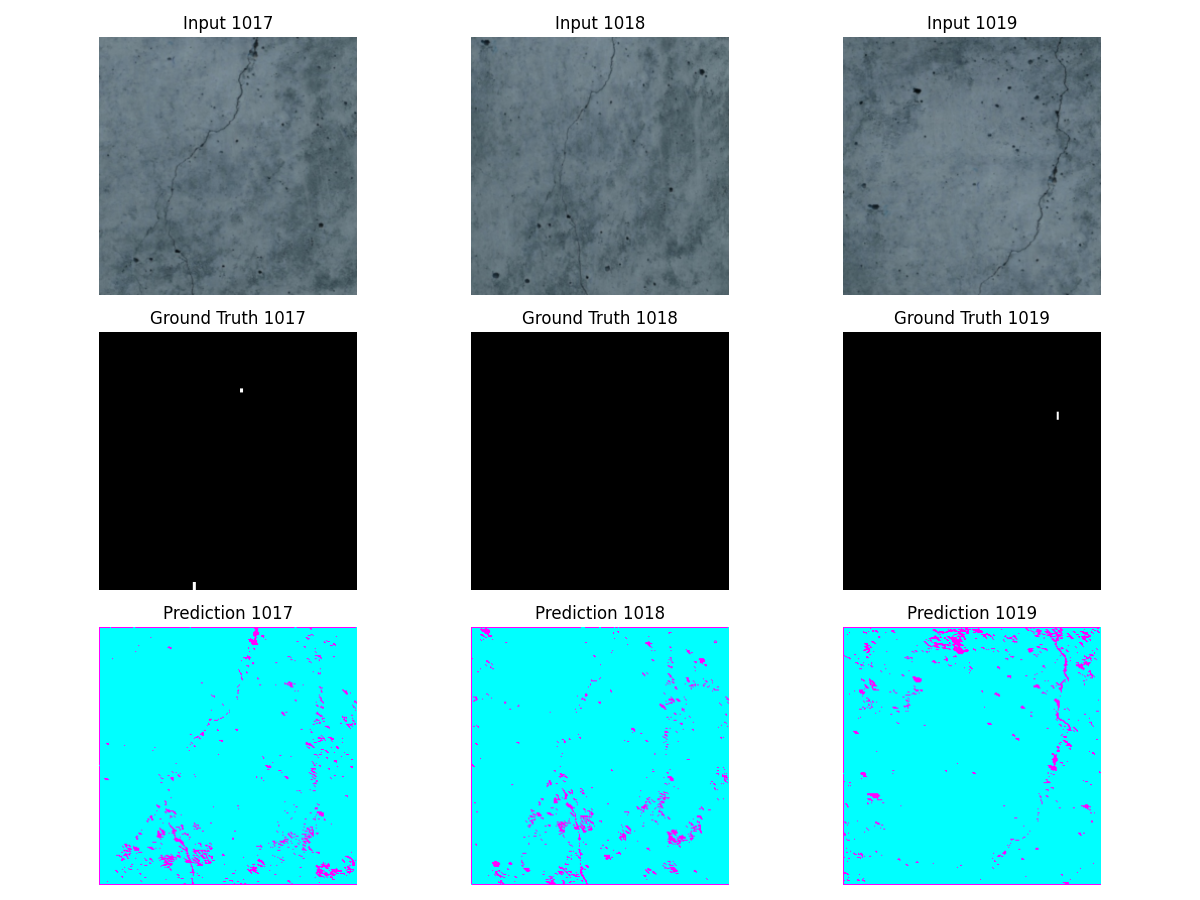 Input 1017
Input 1018
Input 1019
Ground Truth 1017
Ground Truth 1018
Ground Truth 1019
Prediction 1017
Prediction 1018
Prediction 1019